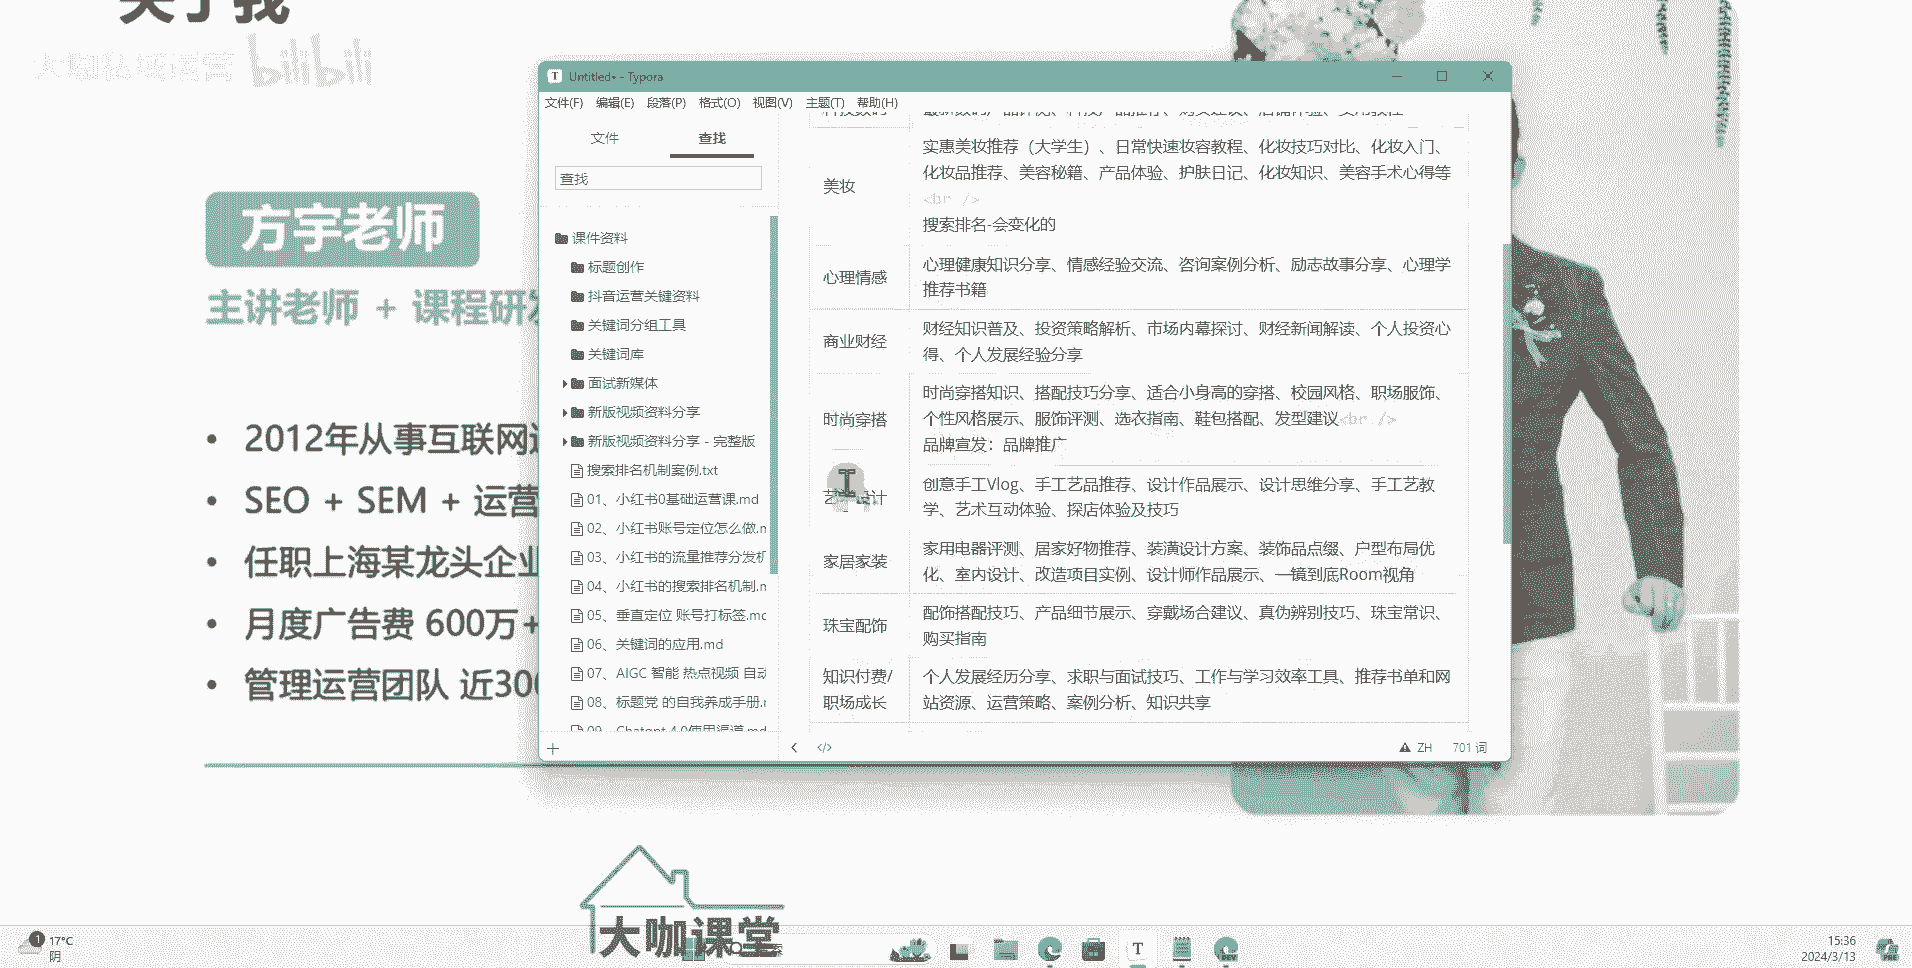 关于我
大咖私域运营 bilibili
方宇老师
主讲老师 + 课程研发
• 2012年从事互联网
• SEO + SEM + 运营
• 任职上海某龙头企业
• 月度广告费 600万+
• 管理运营团队 近300
Untitled• - Typora
文件(F) 编辑(E) 段落(P) 格式(O) 视图(V) 主题(T) 帮助(H)
文件 查找
查找
课件资料
标题创作
抖音运营关键资料
关键词分组工具
关键词库
面试新媒体
新版视频资料分享
新版视频资料分享 - 完整版
搜索排名机制案例.txt
01、小红书0基础运营课.md
02、小红书账号定位怎么做.m
03、小红书的流量推荐分发机
04、小红书的搜索排名机制.m
05、垂直定位 账号打标签.mc
06、关键词的应用.md
07、AIGC 智能 热点视频 自动
08、标题党 的自我养成手册.r
09、Chatgpt 4.0使用渠道.md
美妆
实惠美妆推荐（大学生）、日常快速妆容教程、化妆技巧对比、化妆入门、
化妆品推荐、美容秘籍、产品体验、护肤日记、化妆知识、美容手术心得等
<br />
搜索排名-会变化的
心理情感
心理健康知识分享、情感经验交流、咨询案例分析、励志故事分享、心理学
推荐书籍
商业财经
财经知识普及、投资策略解析、市场内幕探讨、财经新闻解读、个人投资心
得、个人发展经验分享
时尚穿搭
时尚穿搭知识、搭配技巧分享、适合小身高的穿搭、校园风格、职场服饰、
个性风格展示、服饰评测、选衣指南、鞋包搭配、发型建议<br />
品牌宣发：品牌推广
计
创意手工Vlog、手工艺品推荐、设计作品展示、设计思维分享、手工艺教
学、艺术互动体验、探店体验及技巧
家居家装
家用电器评测、居家好物推荐、装潢设计方案、装饰品点缀、户型布局优
化、室内设计、改造项目实例、设计师作品展示、一镜到底Room视角
珠宝配饰
配饰搭配技巧、产品细节展示、穿戴场合建议、真伪辨别技巧、珠宝常识、
购买指南
知识付费/
职场成长
个人发展经历分享、求职与面试技巧、工作与学习效率工具、推荐书单和网
站资源、运营策略、案例分析、知识共享
</> ZH 701 词
大咖课堂
1 17°C
阴
DEV
15:36
2024/3/13
PRE